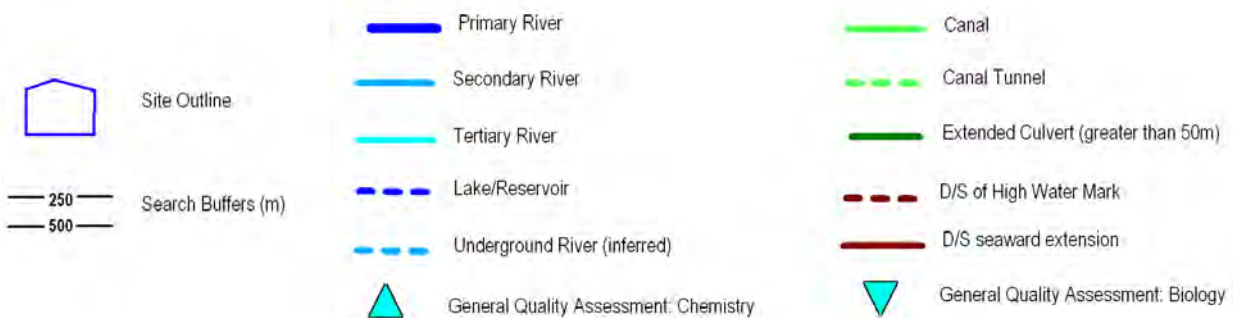 Site Outline
250
500
Search Buffers (m)
Primary River
Secondary River
Tertiary River
Lake/Reservoir
Underground River (inferred)
General Quality Assessment: Chemistry
Canal
Canal Tunnel
Extended Culvert (greater than 50m)
D/S of High Water Mark
D/S seaward extension
General Quality Assessment: Biology